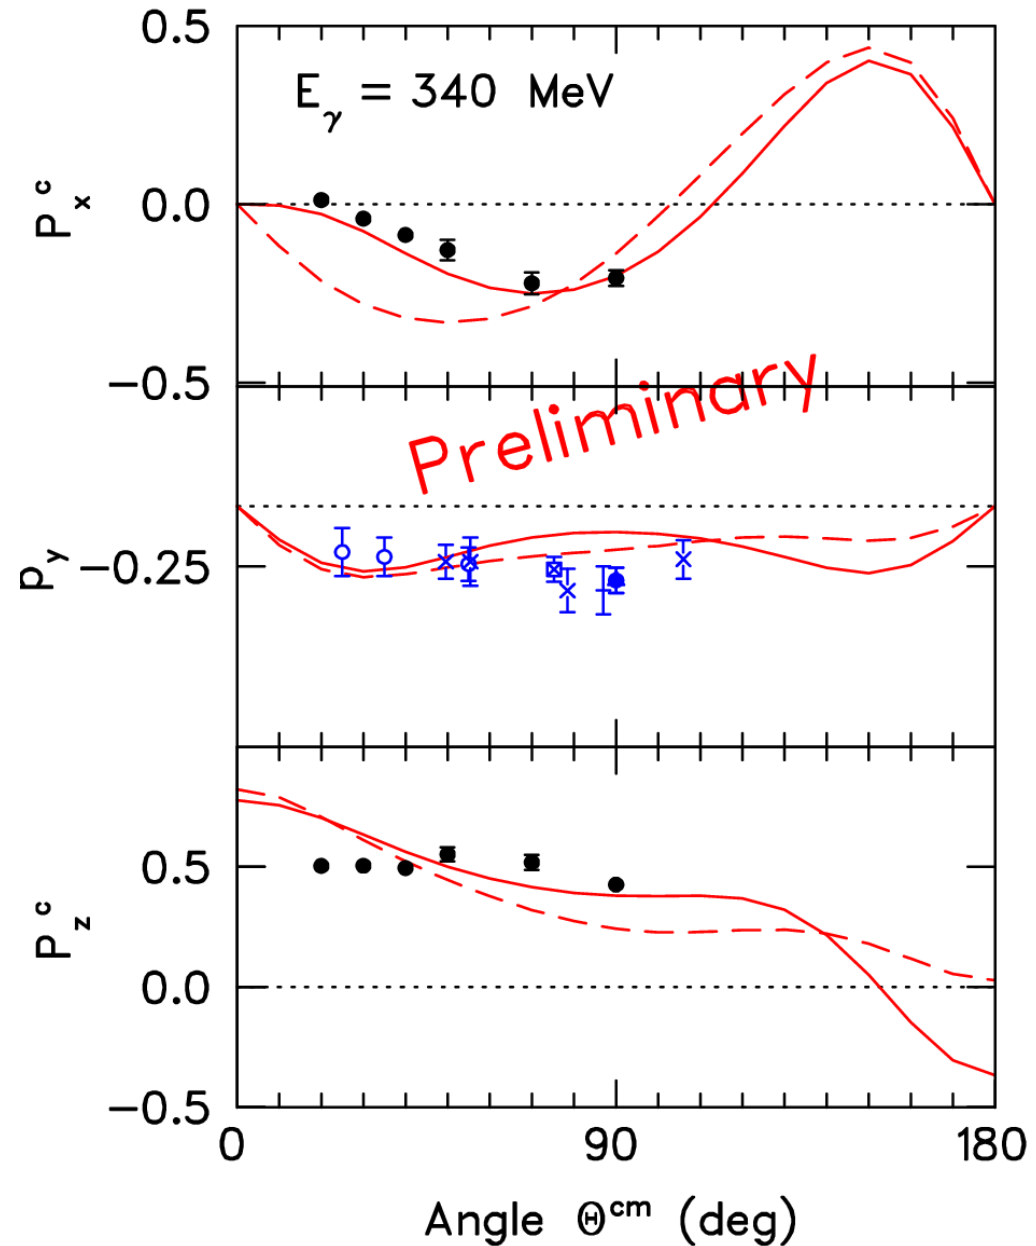 0.5
E_γ = 340 MeV
P_x^c
0.0
−0.5
Preliminary
p_y
−0.25
0.5
P_z^c
0.0
−0.5
0 90 180
Angle Θ^cm (deg)